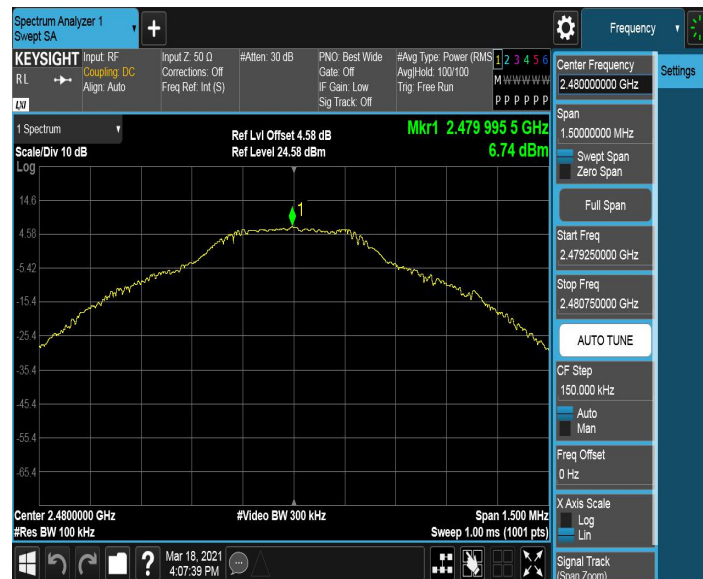 Spectrum Analyzer 1
Swept SA
Frequency
KEYSIGHT
RL
LXI
Input: RF
Coupling: DC
Align: Auto
Input Z: 50 Ω
Corrections: Off
Freq Ref: Int (S)
#Atten: 30 dB
PNO: Best Wide
Gate: Off
IF Gain: Low
Sig Track: Off
#Avg Type: Power (RMS
Avg|Hold: 100/100
Trig: Free Run
1 2 3 4 5 6
M W W W W W
P P P P P P
Settings
Center Frequency
2.480000000 GHz
Span
1.50000000 MHz
Swept Span
Zero Span
Full Span
Start Freq
2.479250000 GHz
Stop Freq
2.480750000 GHz
AUTO TUNE
CF Step
150.000 kHz
Auto
Man
Freq Offset
0 Hz
X Axis Scale
Log
Lin
Signal Track
(Span Zoom)
1 Spectrum
Scale/Div 10 dB
Ref Lvl Offset 4.58 dB
Ref Level 24.58 dBm
Mkr1 2.479 995 5 GHz
6.74 dBm
Log
14.6
4.58
-5.42
-15.4
-25.4
-35.4
-45.4
-55.4
-65.4
1
Center 2.4800000 GHz
#Res BW 100 kHz
#Video BW 300 kHz
Span 1.500 MHz
Sweep 1.00 ms (1001 pts)
?
Mar 18, 2021
4:07:39 PM